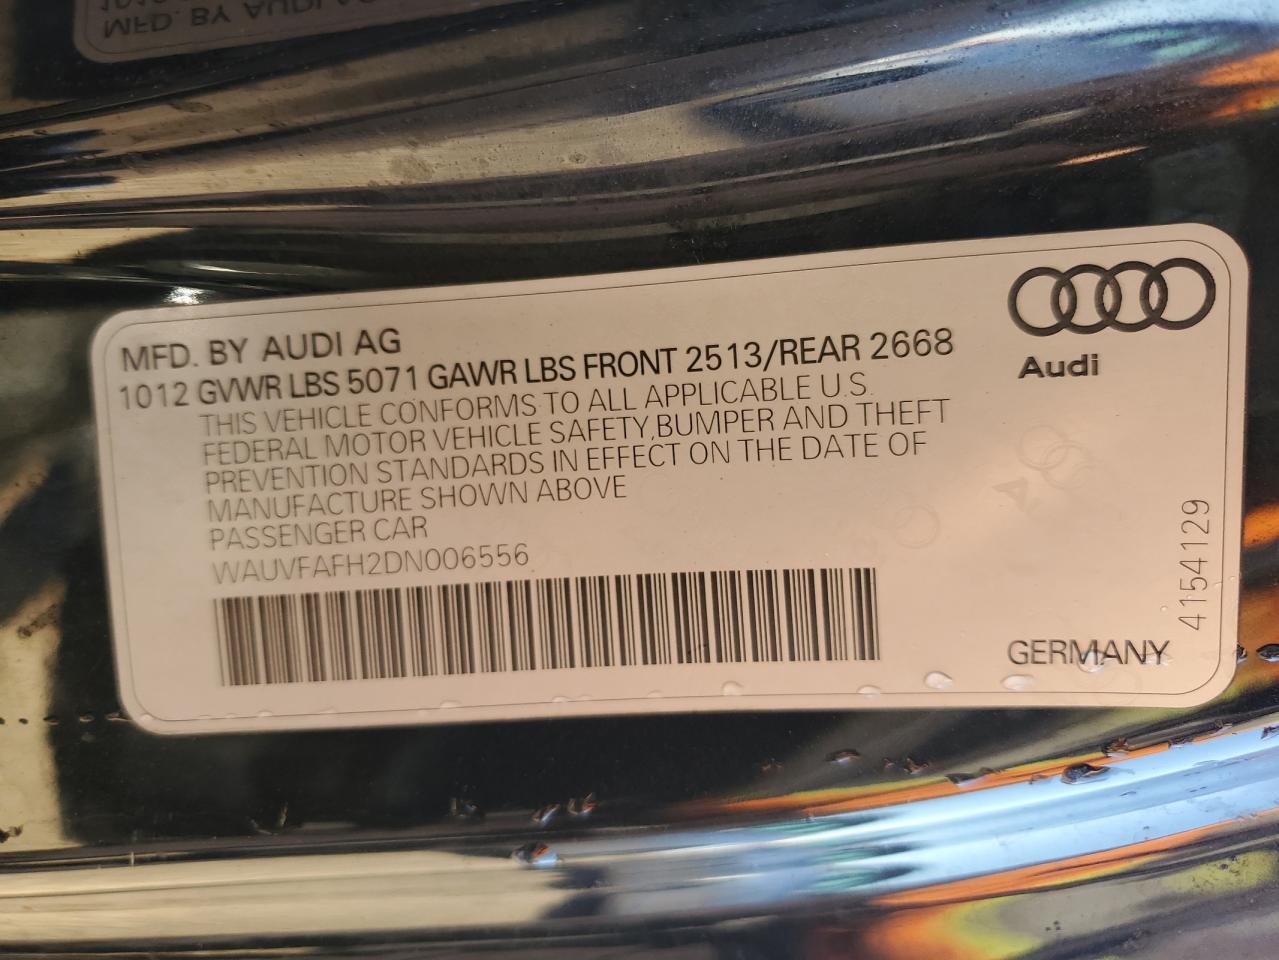 MFD. BY AUDI AG
1012 GVWR LBS 5071 GAWR LBS FRONT 2513/REAR 2668
THIS VEHICLE CONFORMS TO ALL APPLICABLE U.S.
FEDERAL MOTOR VEHICLE SAFETY,BUMPER AND THEFT
PREVENTION STANDARDS IN EFFECT ON THE DATE OF
MANUFACTURE SHOWN ABOVE
PASSENGER CAR
WAUVFAFH2DN006556
Audi
GERMANY
4154129